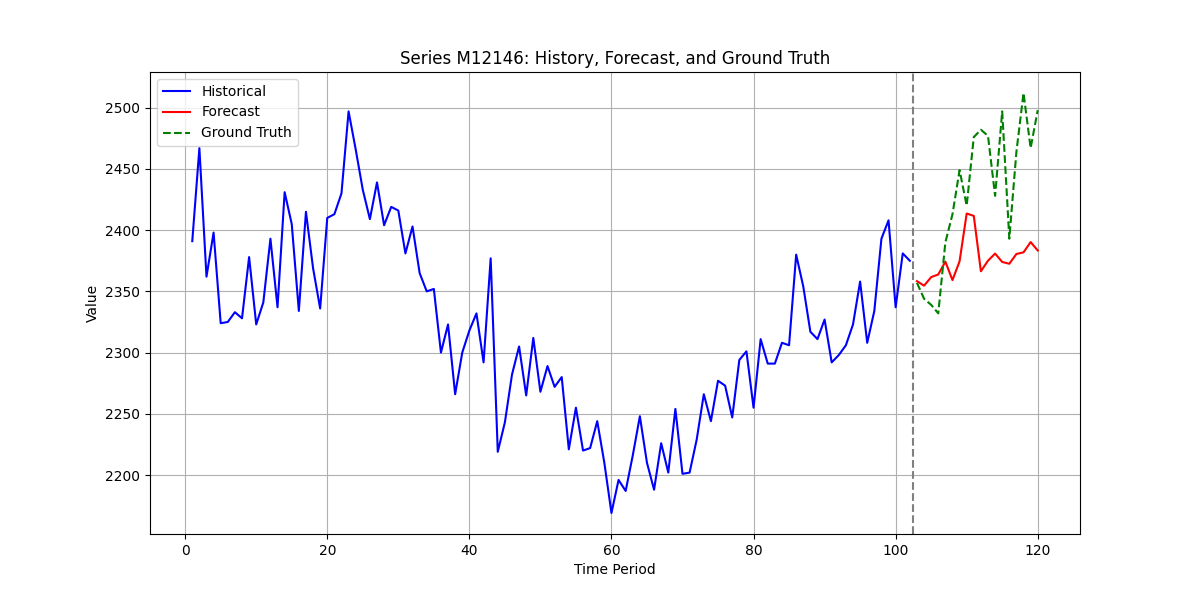 Series M12146: History, Forecast, and Ground Truth
Historical
Forecast
Ground Truth
Value
2500
2450
2400
2350
2300
2250
2200
0 20 40 60 80 100 120
Time Period